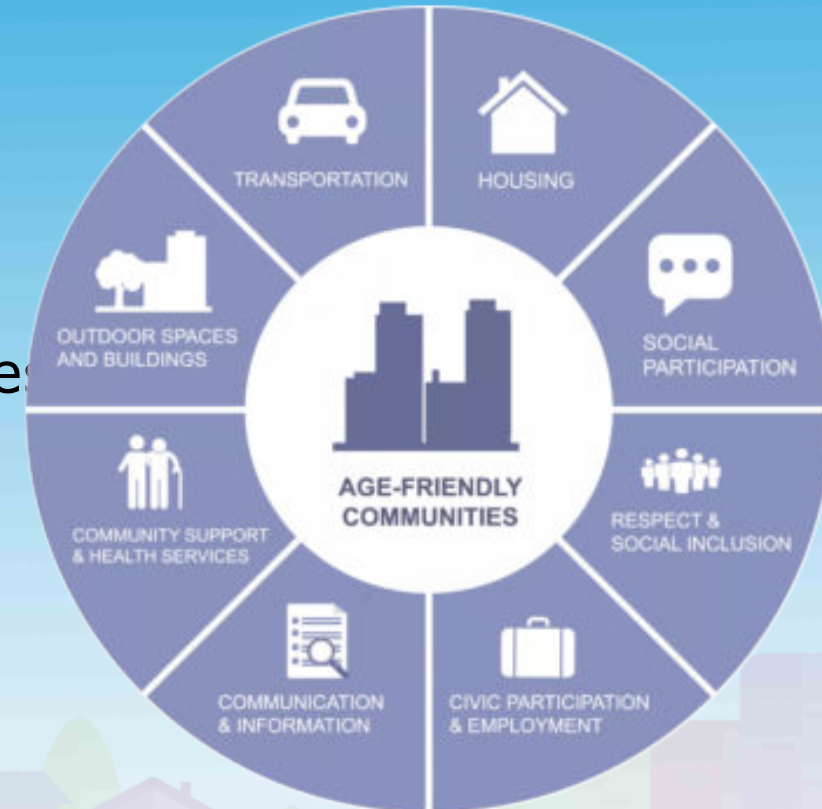 TRANSPORTATION
HOUSING
OUTDOOR SPACES
AND BUILDINGS
SOCIAL
PARTICIPATION
AGE-FRIENDLY
COMMUNITIES
COMMUNITY SUPPORT
& HEALTH SERVICES
RESPECT &
SOCIAL INCLUSION
COMMUNICATION
& INFORMATION
CIVIC PARTICIPATION
& EMPLOYMENT